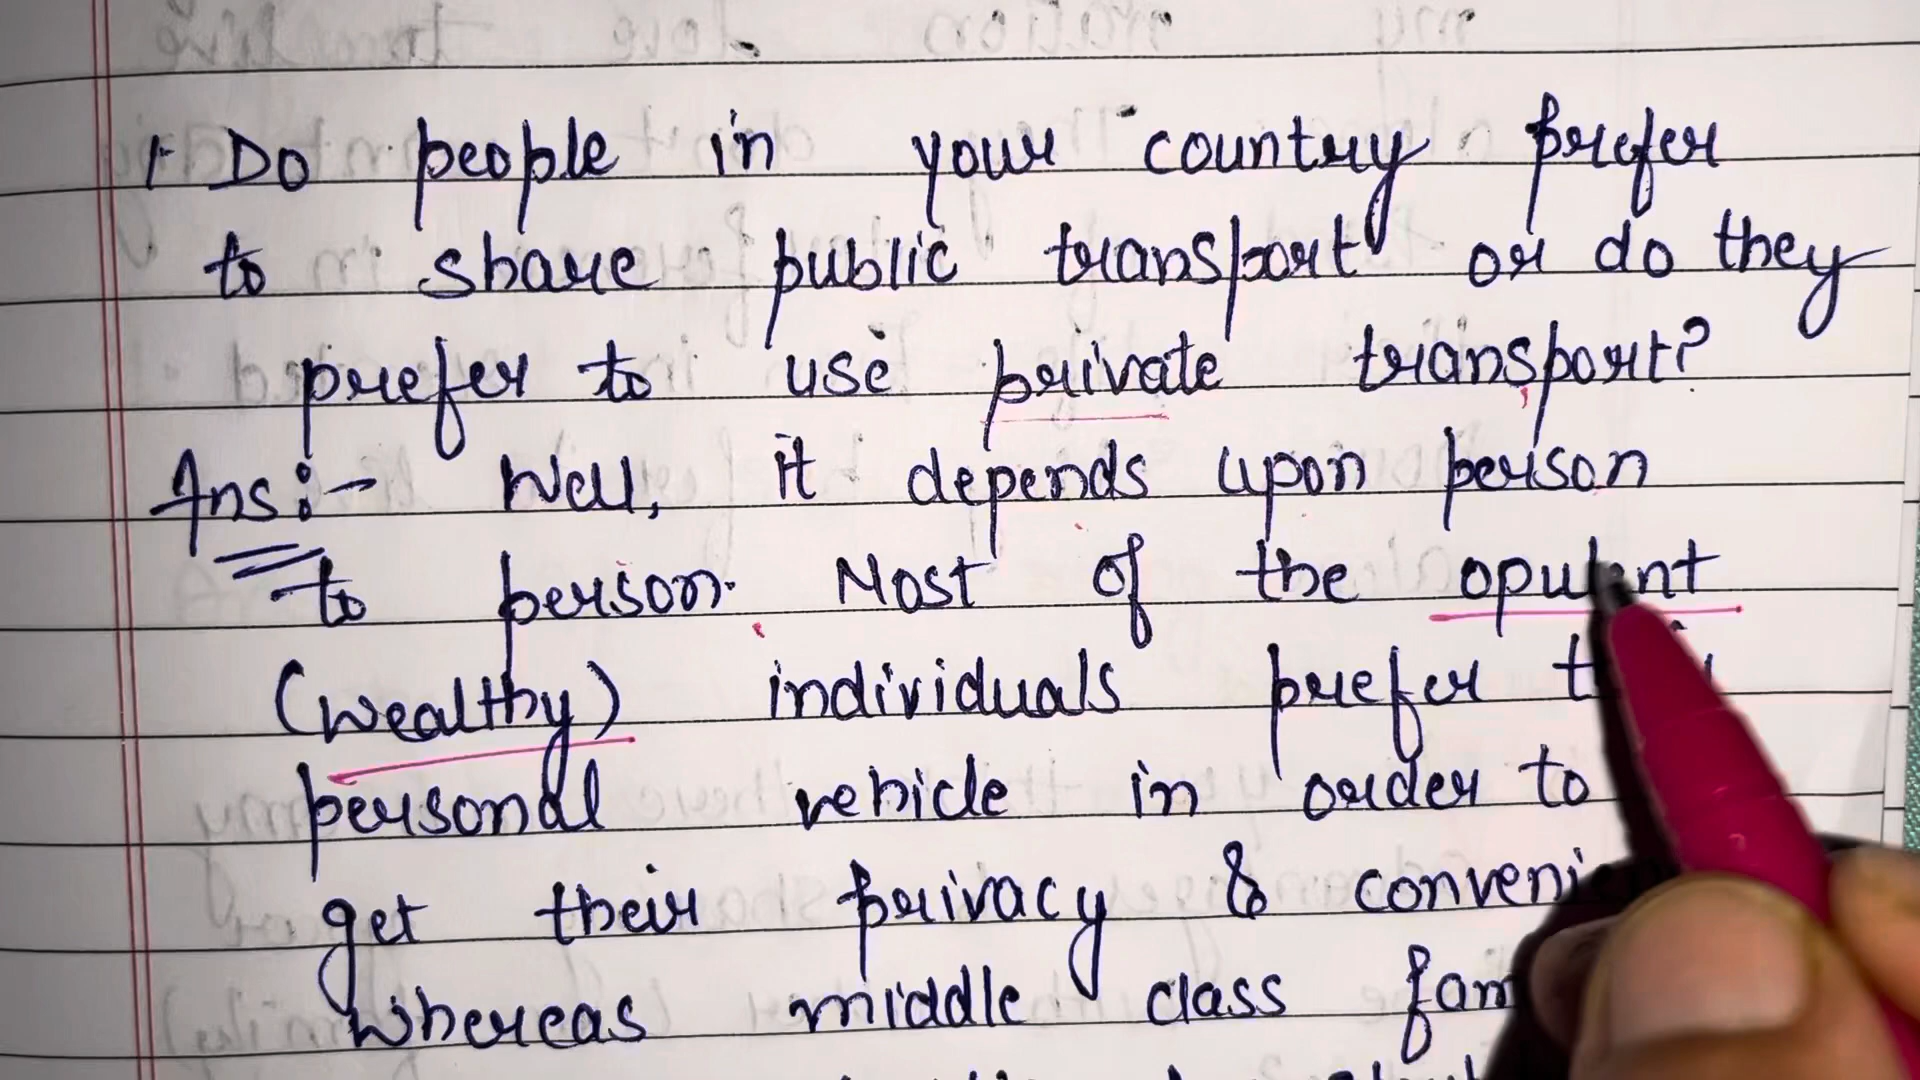 1. Do people in your country prefer
to share public transport or do they
prefer to use private transport?
Ans:- Well, it depends upon person
to person. Most of the opulent
(wealthy) individuals prefer
personal vehicle in order to
get their privacy &
whereas middle class